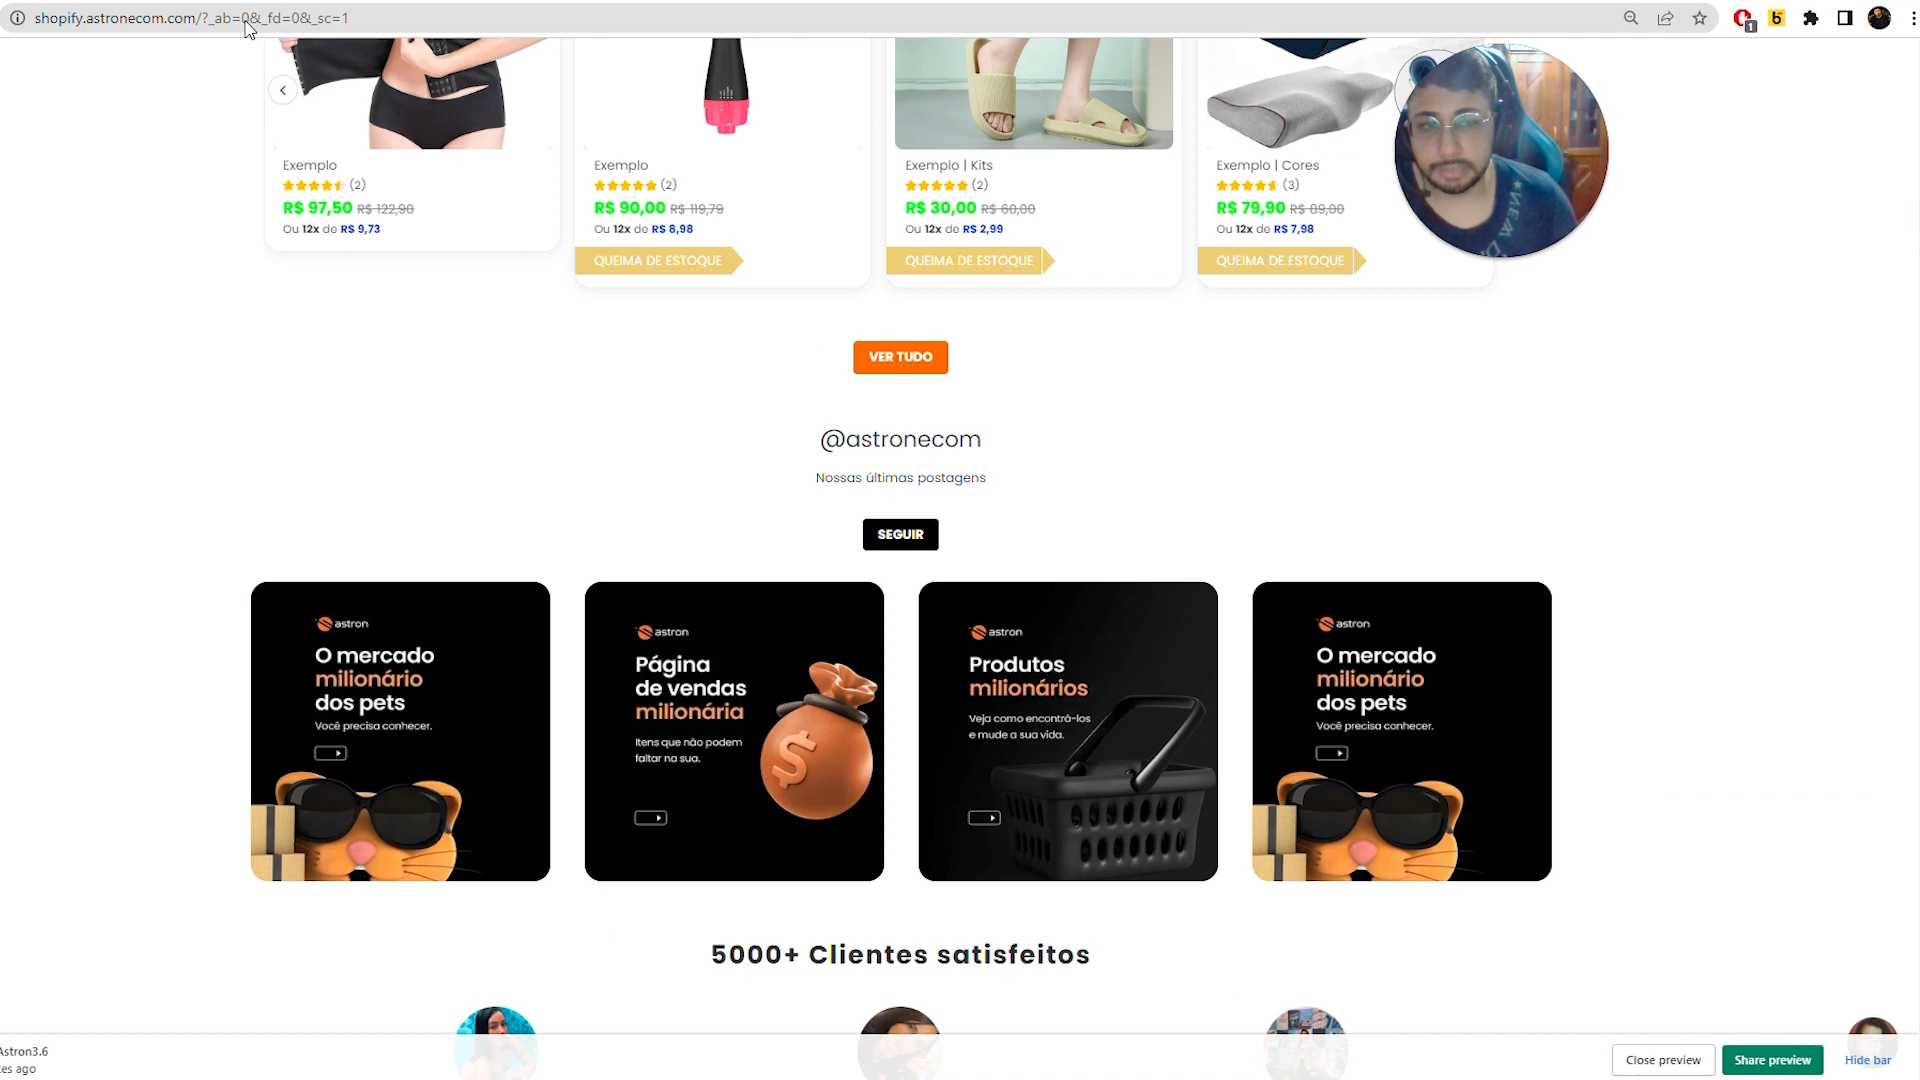 shopify.astronecom.com/?_ab=0&_fd=0&_sc=1
Exemplo
(2)
R$ 97,50 R$ 122,90
Ou 12x de R$ 9,73
Exemplo
(2)
R$ 90,00 R$ 119,79
Ou 12x de R$ 8,98
QUEIMA DE ESTOQUE
Exemplo | Kits
(2)
R$ 30,00 R$ 60,00
Ou 12x de R$ 2,99
QUEIMA DE ESTOQUE
Exemplo | Cores
(3)
R$ 79,90 R$ 89,00
Ou 12x de R$ 7,98
QUEIMA DE ESTOQUE
VER TUDO
@astronecom
Nossas últimas postagens
SEGUIR
astron
O mercado
milionário
dos pets
Você precisa conhecer.
astron
Página
de vendas
milionária
Itens que não podem
faltar na sua.
$
astron
Produtos
milionários
Veja como encontrá-los
e mude a sua vida.
astron
O mercado
milionário
dos pets
Você precisa conhecer.
5000+ Clientes satisfeitos
Astron3.6
es ago
Close preview
Share preview
Hide bar